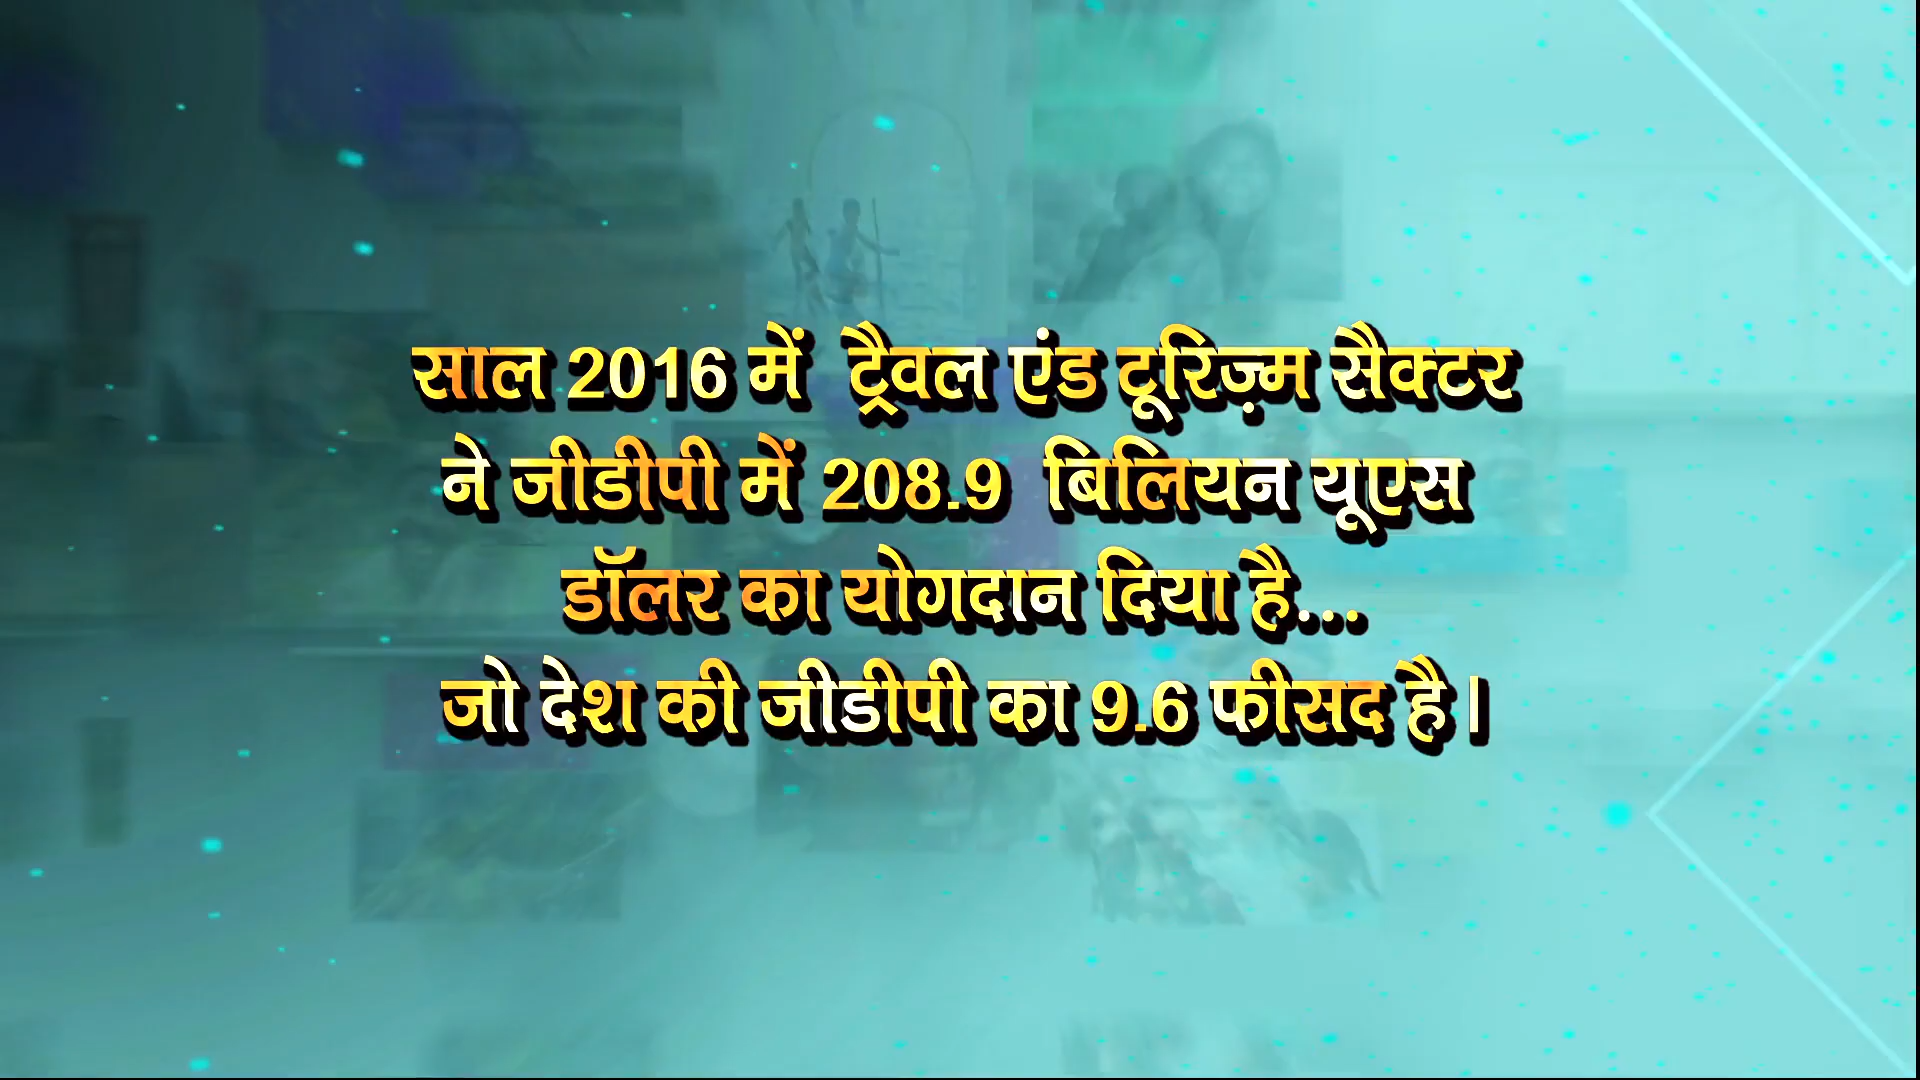 साल 2016 में ट्रैवल एंड टूरिज़्म सैक्टर
ने जीडीपी में 208.9 बिलियन यूएस
डॉलर का योगदान दिया है...
जो देश की जीडीपी का 9.6 फीसद है।